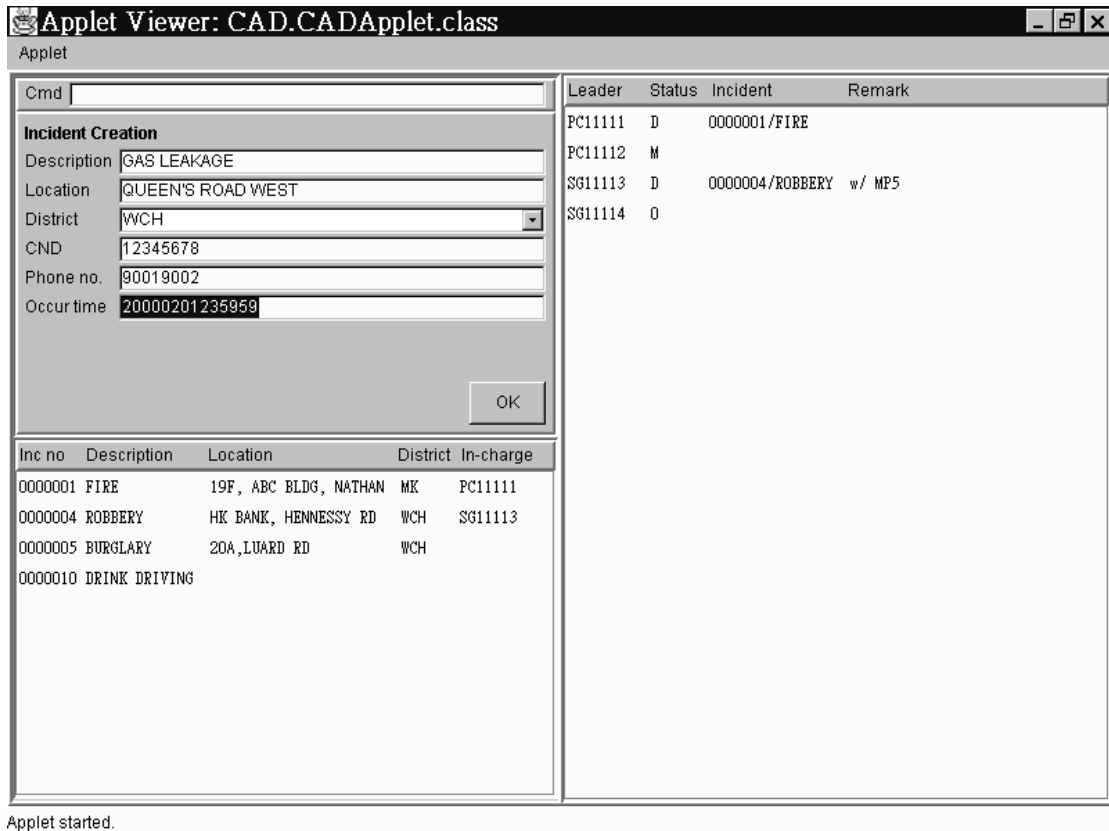 Applet Viewer: CAD.CADApplet.class
Applet
Cmd
Incident Creation
Description GAS LEAKAGE
Location QUEEN'S ROAD WEST
District WCH
CND 12345678
Phone no. 90019002
Occur time 20000201235959
OK
Inc no Description Location District In-charge
0000001 FIRE 19F, ABC BLDG, NATHAN MK PC11111
0000004 ROBBERY HK BANK, HENNESSY RD WCH SG11113
0000005 BURGLARY 20A,LUARD RD WCH
0000010 DRINK DRIVING
Leader Status Incident Remark
PC11111 D 0000001/FIRE
PC11112 M
SG11113 D 0000004/ROBBERY w/ MP5
SG11114 O
Applet started.